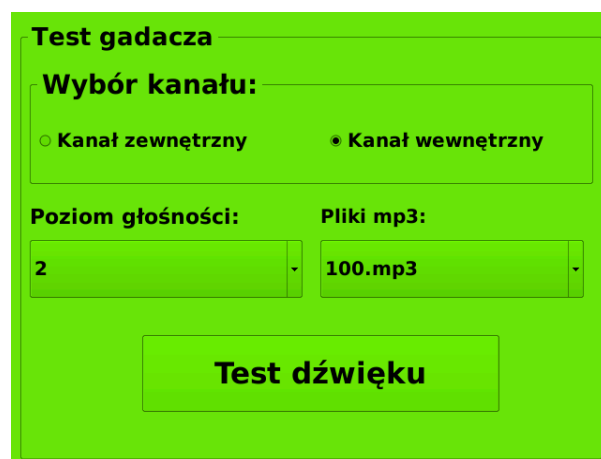 Test gadacza
Wybór kanału:
Kanał zewnętrzny Kanał wewnętrzny
Poziom głośności: Pliki mp3:
2 100.mp3
Test dźwięku